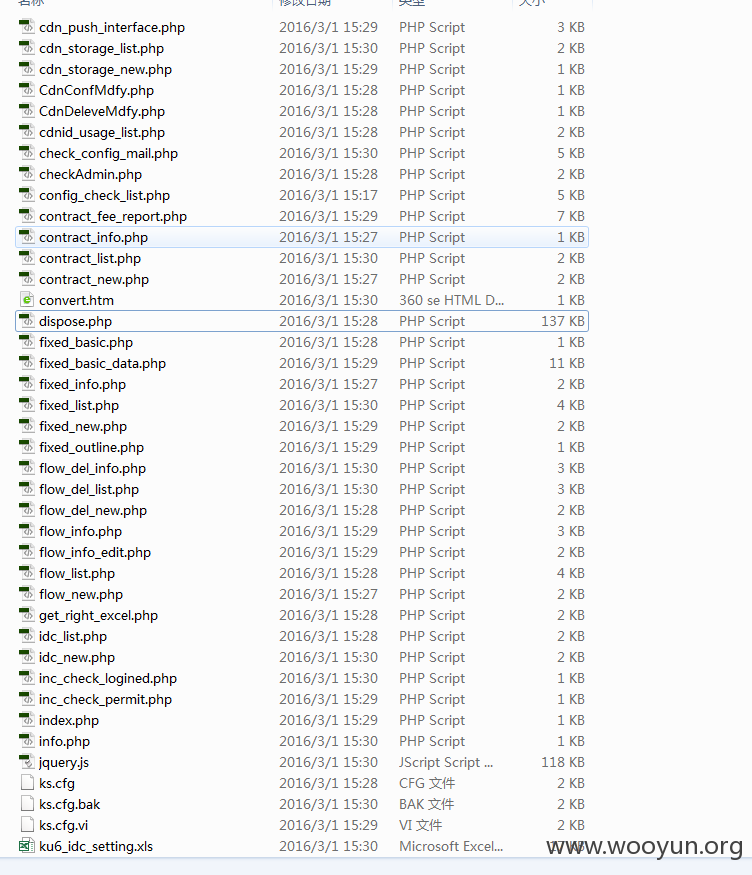 名称 修改日期 类型 大小
cdn_push_interface.php 2016/3/1 15:29 PHP Script 3 KB
cdn_storage_list.php 2016/3/1 15:30 PHP Script 2 KB
cdn_storage_new.php 2016/3/1 15:29 PHP Script 1 KB
CdnConfMdfy.php 2016/3/1 15:28 PHP Script 1 KB
CdnDeleveMdfy.php 2016/3/1 15:28 PHP Script 1 KB
cdnid_usage_list.php 2016/3/1 15:28 PHP Script 2 KB
check_config_mail.php 2016/3/1 15:30 PHP Script 5 KB
checkAdmin.php 2016/3/1 15:28 PHP Script 2 KB
config_check_list.php 2016/3/1 15:17 PHP Script 5 KB
contract_fee_report.php 2016/3/1 15:29 PHP Script 7 KB
contract_info.php 2016/3/1 15:27 PHP Script 1 KB
contract_list.php 2016/3/1 15:30 PHP Script 2 KB
contract_new.php 2016/3/1 15:27 PHP Script 2 KB
convert.htm 2016/3/1 15:30 360 se HTML D... 1 KB
dispose.php 2016/3/1 15:28 PHP Script 137 KB
fixed_basic.php 2016/3/1 15:28 PHP Script 1 KB
fixed_basic_data.php 2016/3/1 15:29 PHP Script 11 KB
fixed_info.php 2016/3/1 15:27 PHP Script 2 KB
fixed_list.php 2016/3/1 15:30 PHP Script 4 KB
fixed_new.php 2016/3/1 15:29 PHP Script 2 KB
fixed_outline.php 2016/3/1 15:29 PHP Script 1 KB
flow_del_info.php 2016/3/1 15:30 PHP Script 3 KB
flow_del_list.php 2016/3/1 15:30 PHP Script 3 KB
flow_del_new.php 2016/3/1 15:28 PHP Script 2 KB
flow_info.php 2016/3/1 15:29 PHP Script 3 KB
flow_info_edit.php 2016/3/1 15:29 PHP Script 2 KB
flow_list.php 2016/3/1 15:28 PHP Script 4 KB
flow_new.php 2016/3/1 15:27 PHP Script 2 KB
get_right_excel.php 2016/3/1 15:28 PHP Script 2 KB
idc_list.php 2016/3/1 15:28 PHP Script 2 KB
idc_new.php 2016/3/1 15:30 PHP Script 2 KB
inc_check_logined.php 2016/3/1 15:30 PHP Script 1 KB
inc_check_permit.php 2016/3/1 15:29 PHP Script 1 KB
index.php 2016/3/1 15:29 PHP Script 1 KB
info.php 2016/3/1 15:30 PHP Script 1 KB
jquery.js 2016/3/1 15:30 JScript Script ... 118 KB
ks.cfg 2016/3/1 15:28 CFG 文件 2 KB
ks.cfg.bak 2016/3/1 15:30 BAK 文件 2 KB
ks.cfg.vi 2016/3/1 15:29 VI 文件 2 KB
ku6_idc_setting.xls 2016/3/1 15:30 Microsoft Excel... KB
www.wooyun.org